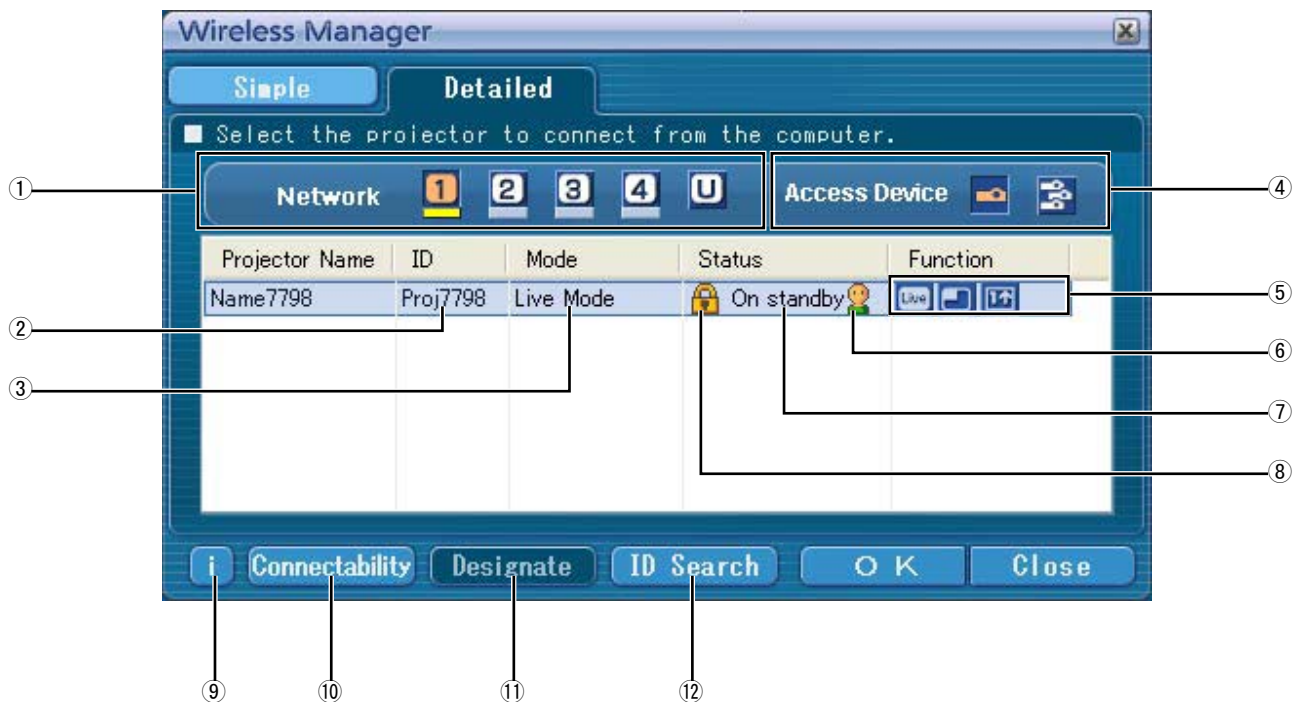 Wireless Manager
Simple Detailed
Select the projector to connect from the computer.
① Network 1 2 3 4 U Access Device ④
Projector Name ID Mode Status Function
Name7798 Proj7798 Live Mode On standby Live ⑤
②
⑥
③
⑦
⑧
i Connectability Designate ID Search OK Close
⑨ ⑩ ⑪ ⑫